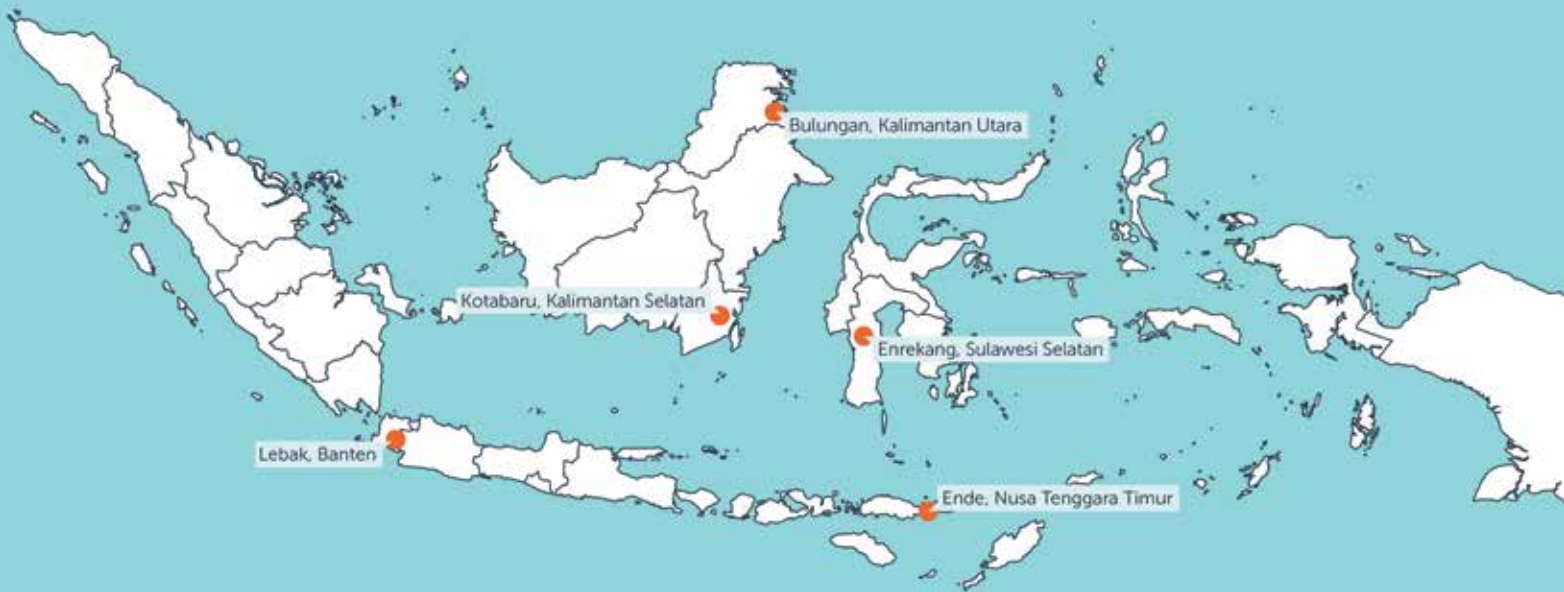 Bulungan, Kalimantan Utara
Kotabaru, Kalimantan Selatan
Enrekang, Sulawesi Selatan
Lebak, Banten
Ende, Nusa Tenggara Timur